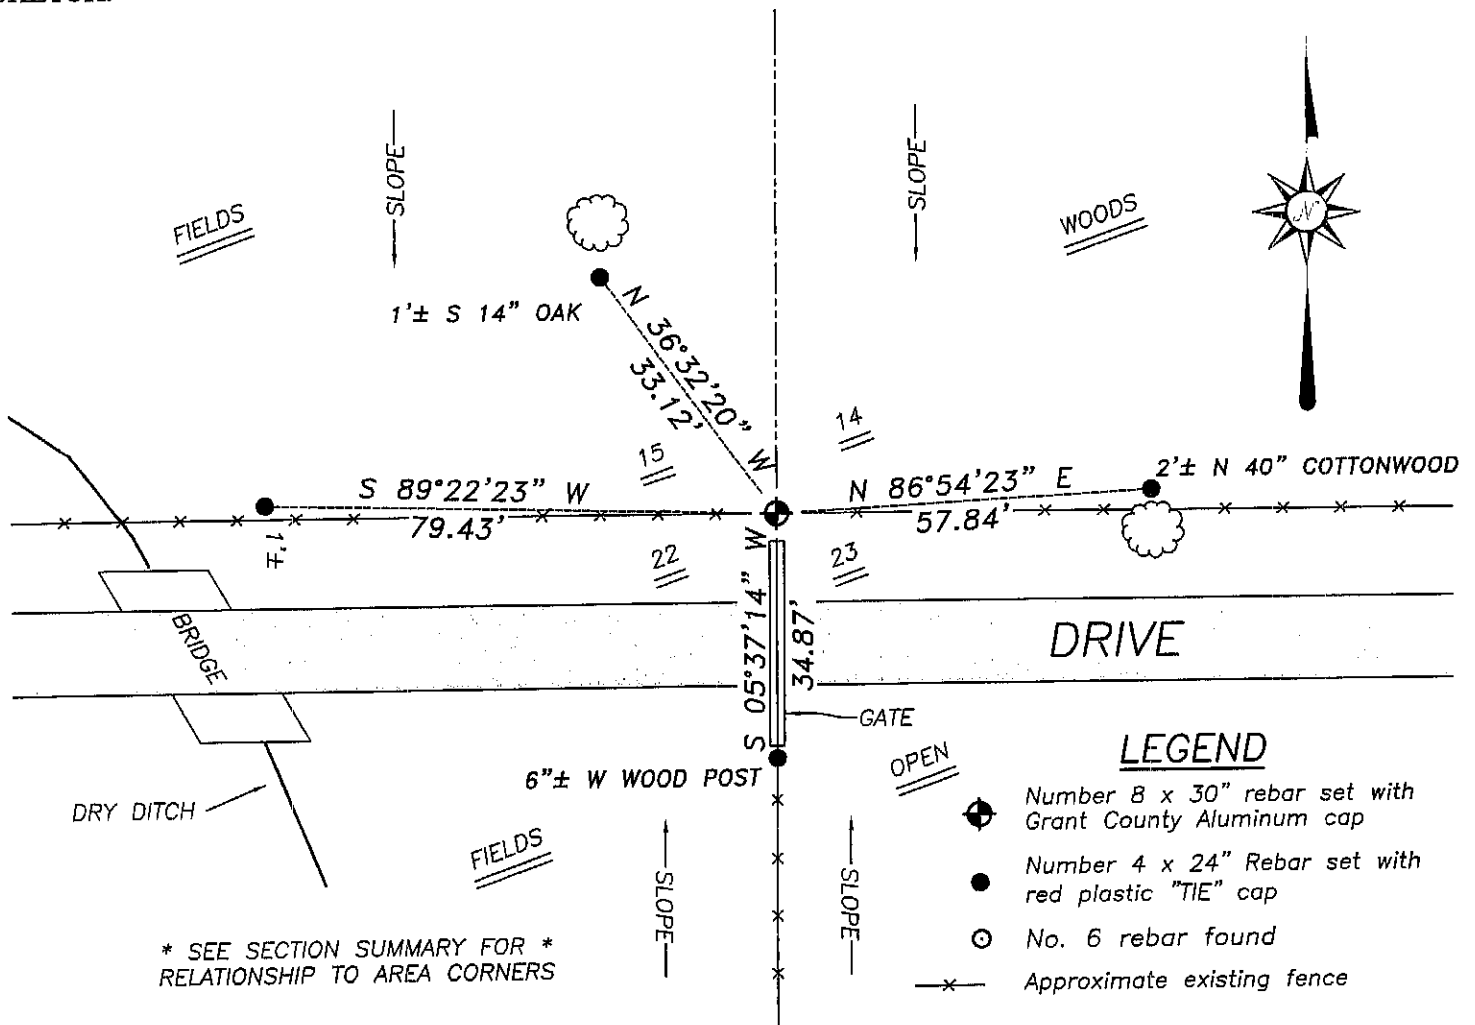 SLOPE
SLOPE
FIELDS
WOODS
N
1'± S 14" OAK
N 36°32'20" W
33.12'
14
15
2'± N 40" COTTONWOOD
S 89°22'23" W
79.43'
N 86°54'23" E
57.84'
1'±
22
23
S 05°37'14" W
34.87'
BRIDGE
DRIVE
GATE
6"± W WOOD POST
OPEN
DRY DITCH
FIELDS
SLOPE
SLOPE
LEGEND
Number 8 x 30" rebar set with
Grant County Aluminum cap
Number 4 x 24" Rebar set with
red plastic "TIE" cap
No. 6 rebar found
Approximate existing fence
* SEE SECTION SUMMARY FOR *
RELATIONSHIP TO AREA CORNERS